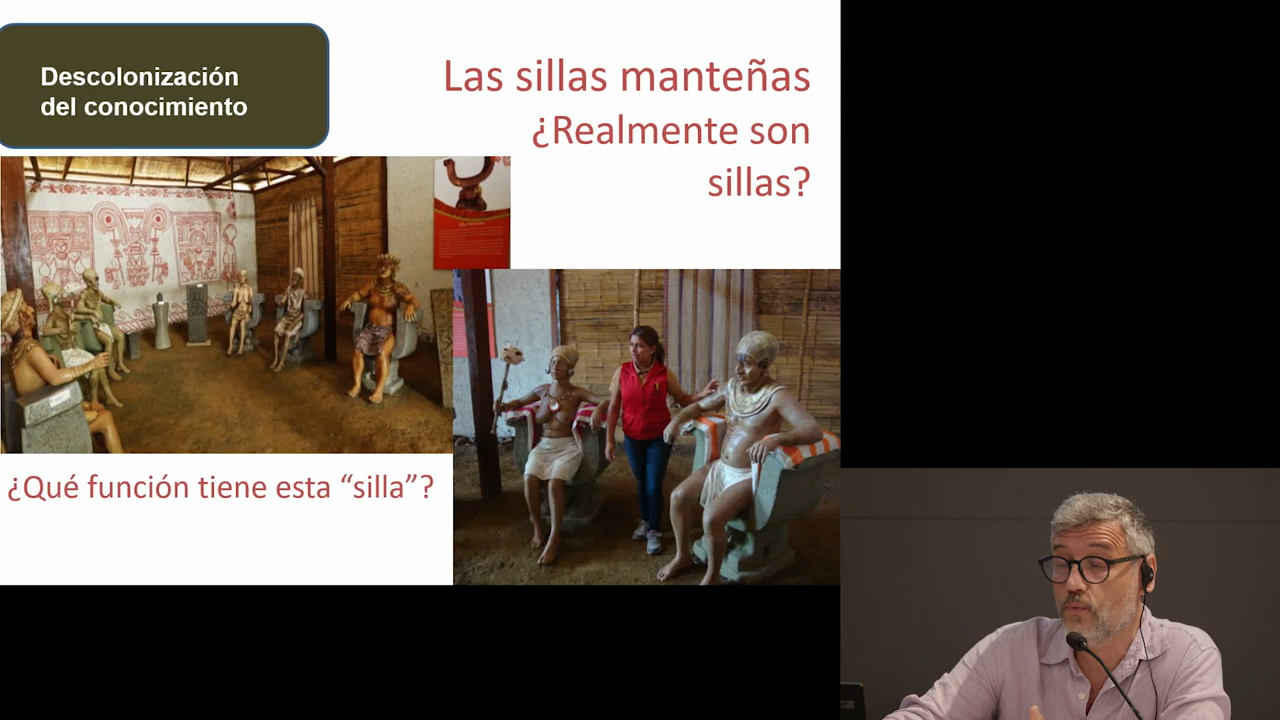 Descolonización
del conocimiento
Las sillas manteñas
¿Realmente son
sillas?
¿Qué función tiene esta “silla”?